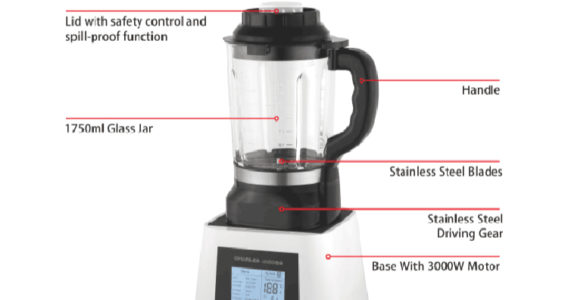 Lid with safety control and
spill-proof function
Handle
1750ml Glass Jar
Stainless Steel Blades
Stainless Steel
Driving Gear
Base With 3000W Motor